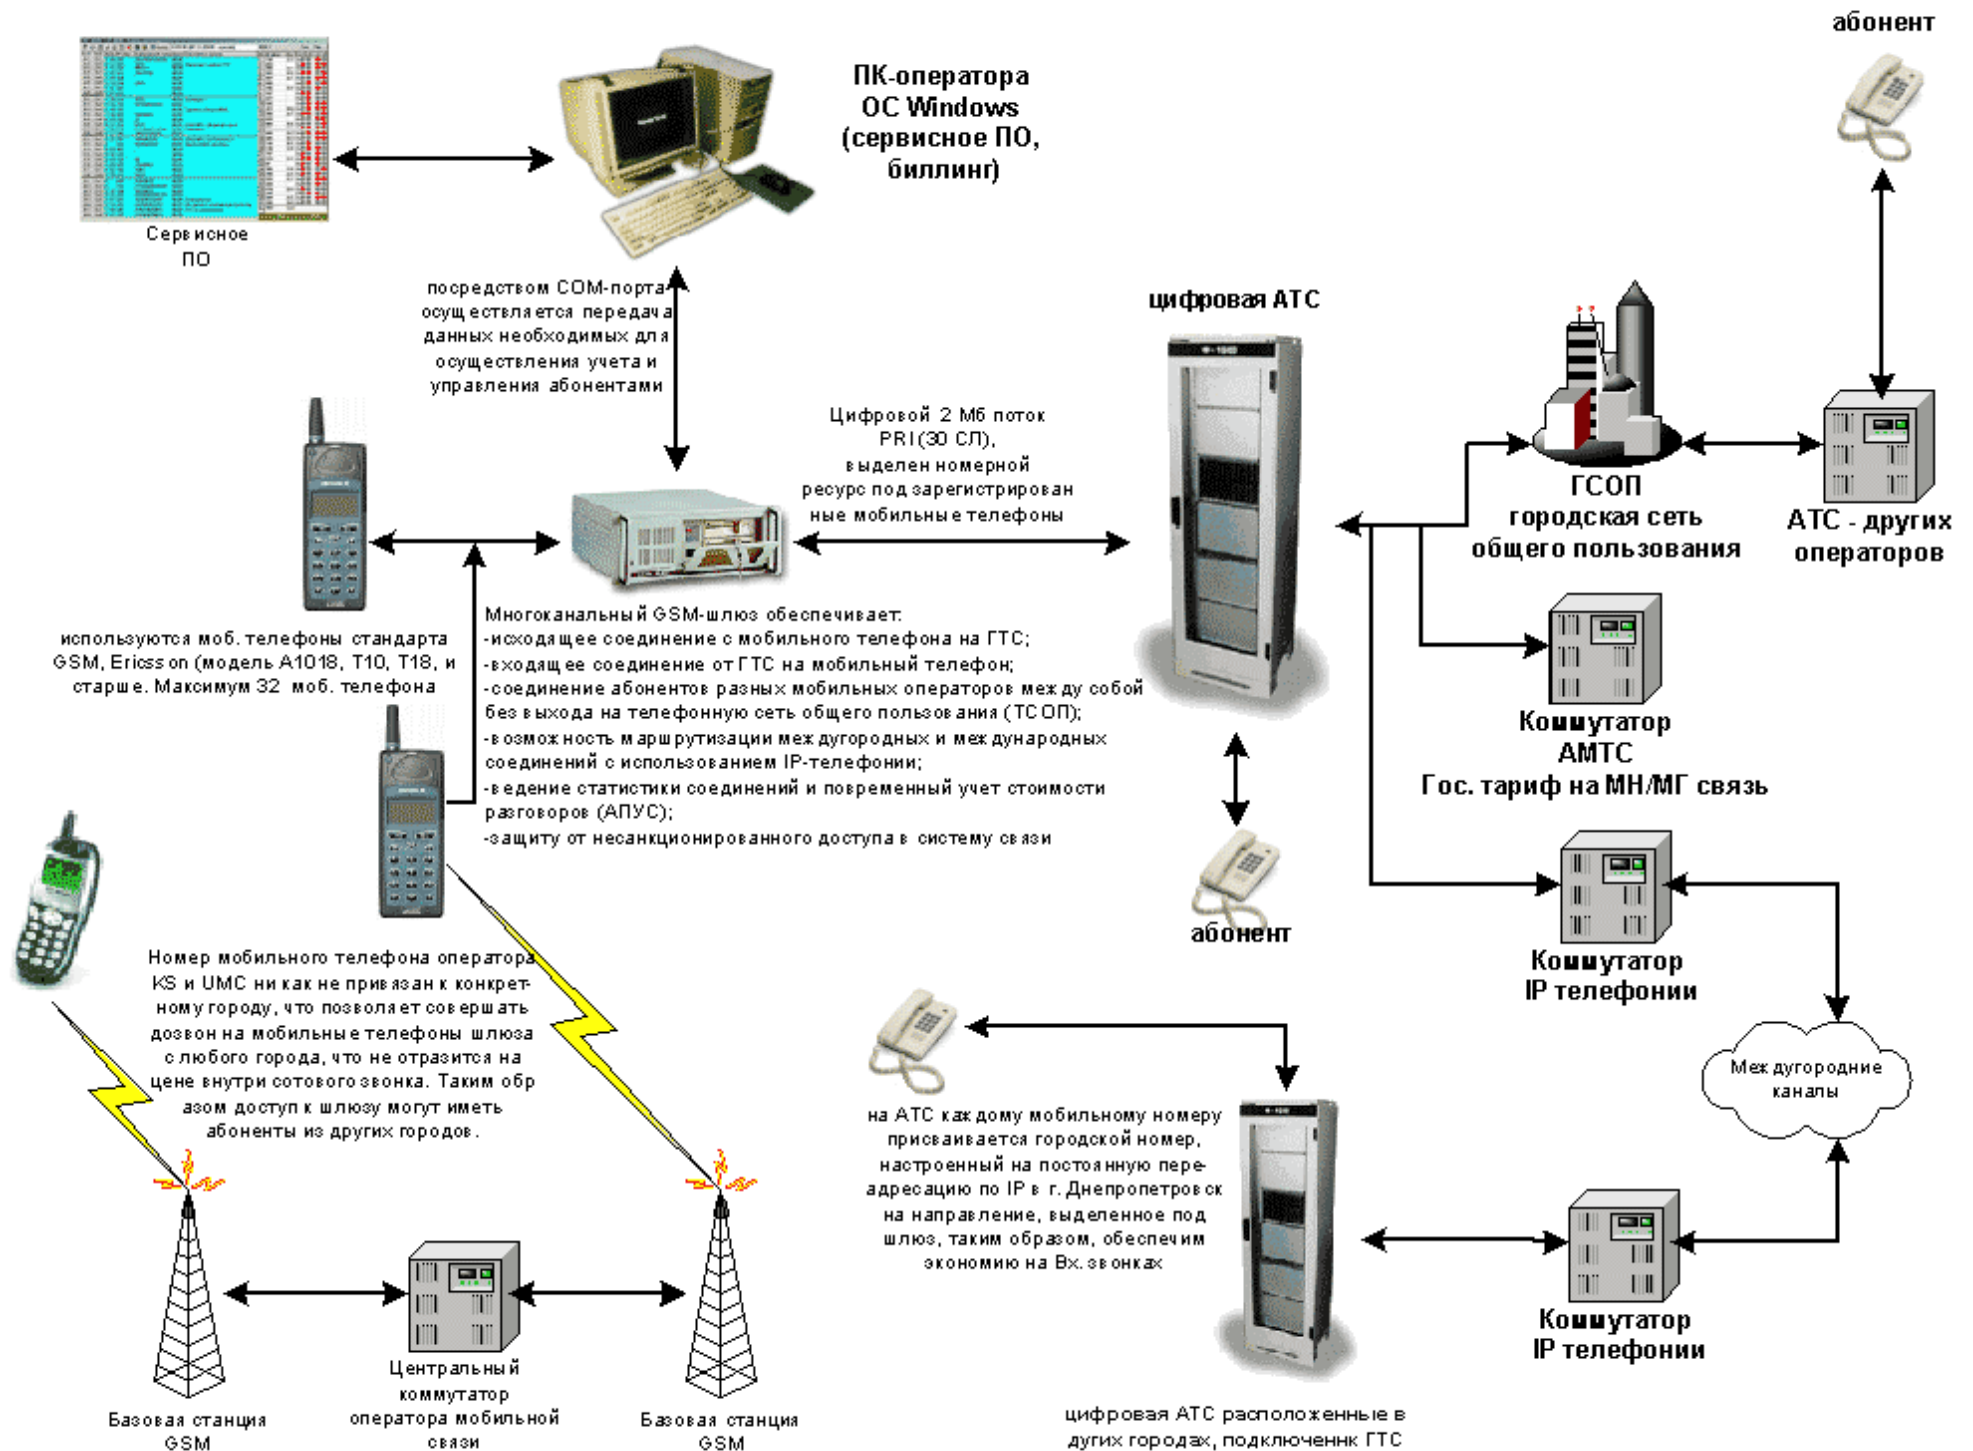 абонент
ПК-оператора
ОС Windows
(сервисное ПО,
биллинг)
Сервисное
ПО
посредством СОМ-порта
осуществляется передача
данных необходимых для
осуществления учета и
управления абонентами
цифровая АТС
Цифровой 2 Мб поток
PRI (30 СЛ),
выделен номерной
ресурс под зарегистрирован
ные мобильные телефоны
ГСОП
городская сеть
общего пользования
АТС - других
операторов
используются моб. телефоны стандарта
GSM, Ericsson (модель А1018, Т10, Т18, и
старше. Максимум 32 моб. телефона
Многоканальный GSM-шлюз обеспечивает:
-исходящее соединение с мобильного телефона на ГТС;
-входящее соединение от ГТС на мобильный телефон;
-соединение абонентов разных мобильных операторов между собой
без выхода на телефонную сеть общего пользования (ТСОП);
-возможность маршрутизации междугородных и международных
соединений с использованием IP-телефонии;
-ведение статистики соединений и повременный учет стоимости
разговоров (АПУС);
-защиту от несанкционированного доступа в систему связи
Коммутатор
АМТС
Гос. тариф на МН/МГ связь
абонент
Коммутатор
IP телефонии
Номер мобильного телефона оператора
KS и UMC ни как не привязан к конкрет-
ному городу, что позволяет совершать
дозвон на мобильные телефоны шлюза
с любого города, что не отразится на
цене внутри сотового звонка. Таким обр
азом доступ к шлюзу могут иметь
абоненты из других городов.
Междугородние
каналы
на АТС каждому мобильному номеру
присваивается городской номер,
настроенный на постоянную пере-
адресацию по IP в г. Днепропетровск
на направление, выделенное под
шлюз, таким образом, обеспечим
экономию на Вх. звонках
Коммутатор
IP телефонии
Центральный
коммутатор
оператора мобильной
связи
Базовая станция
GSM
Базовая станция
GSM
цифровая АТС расположенные в
дугих городах, подключеннк ГТС